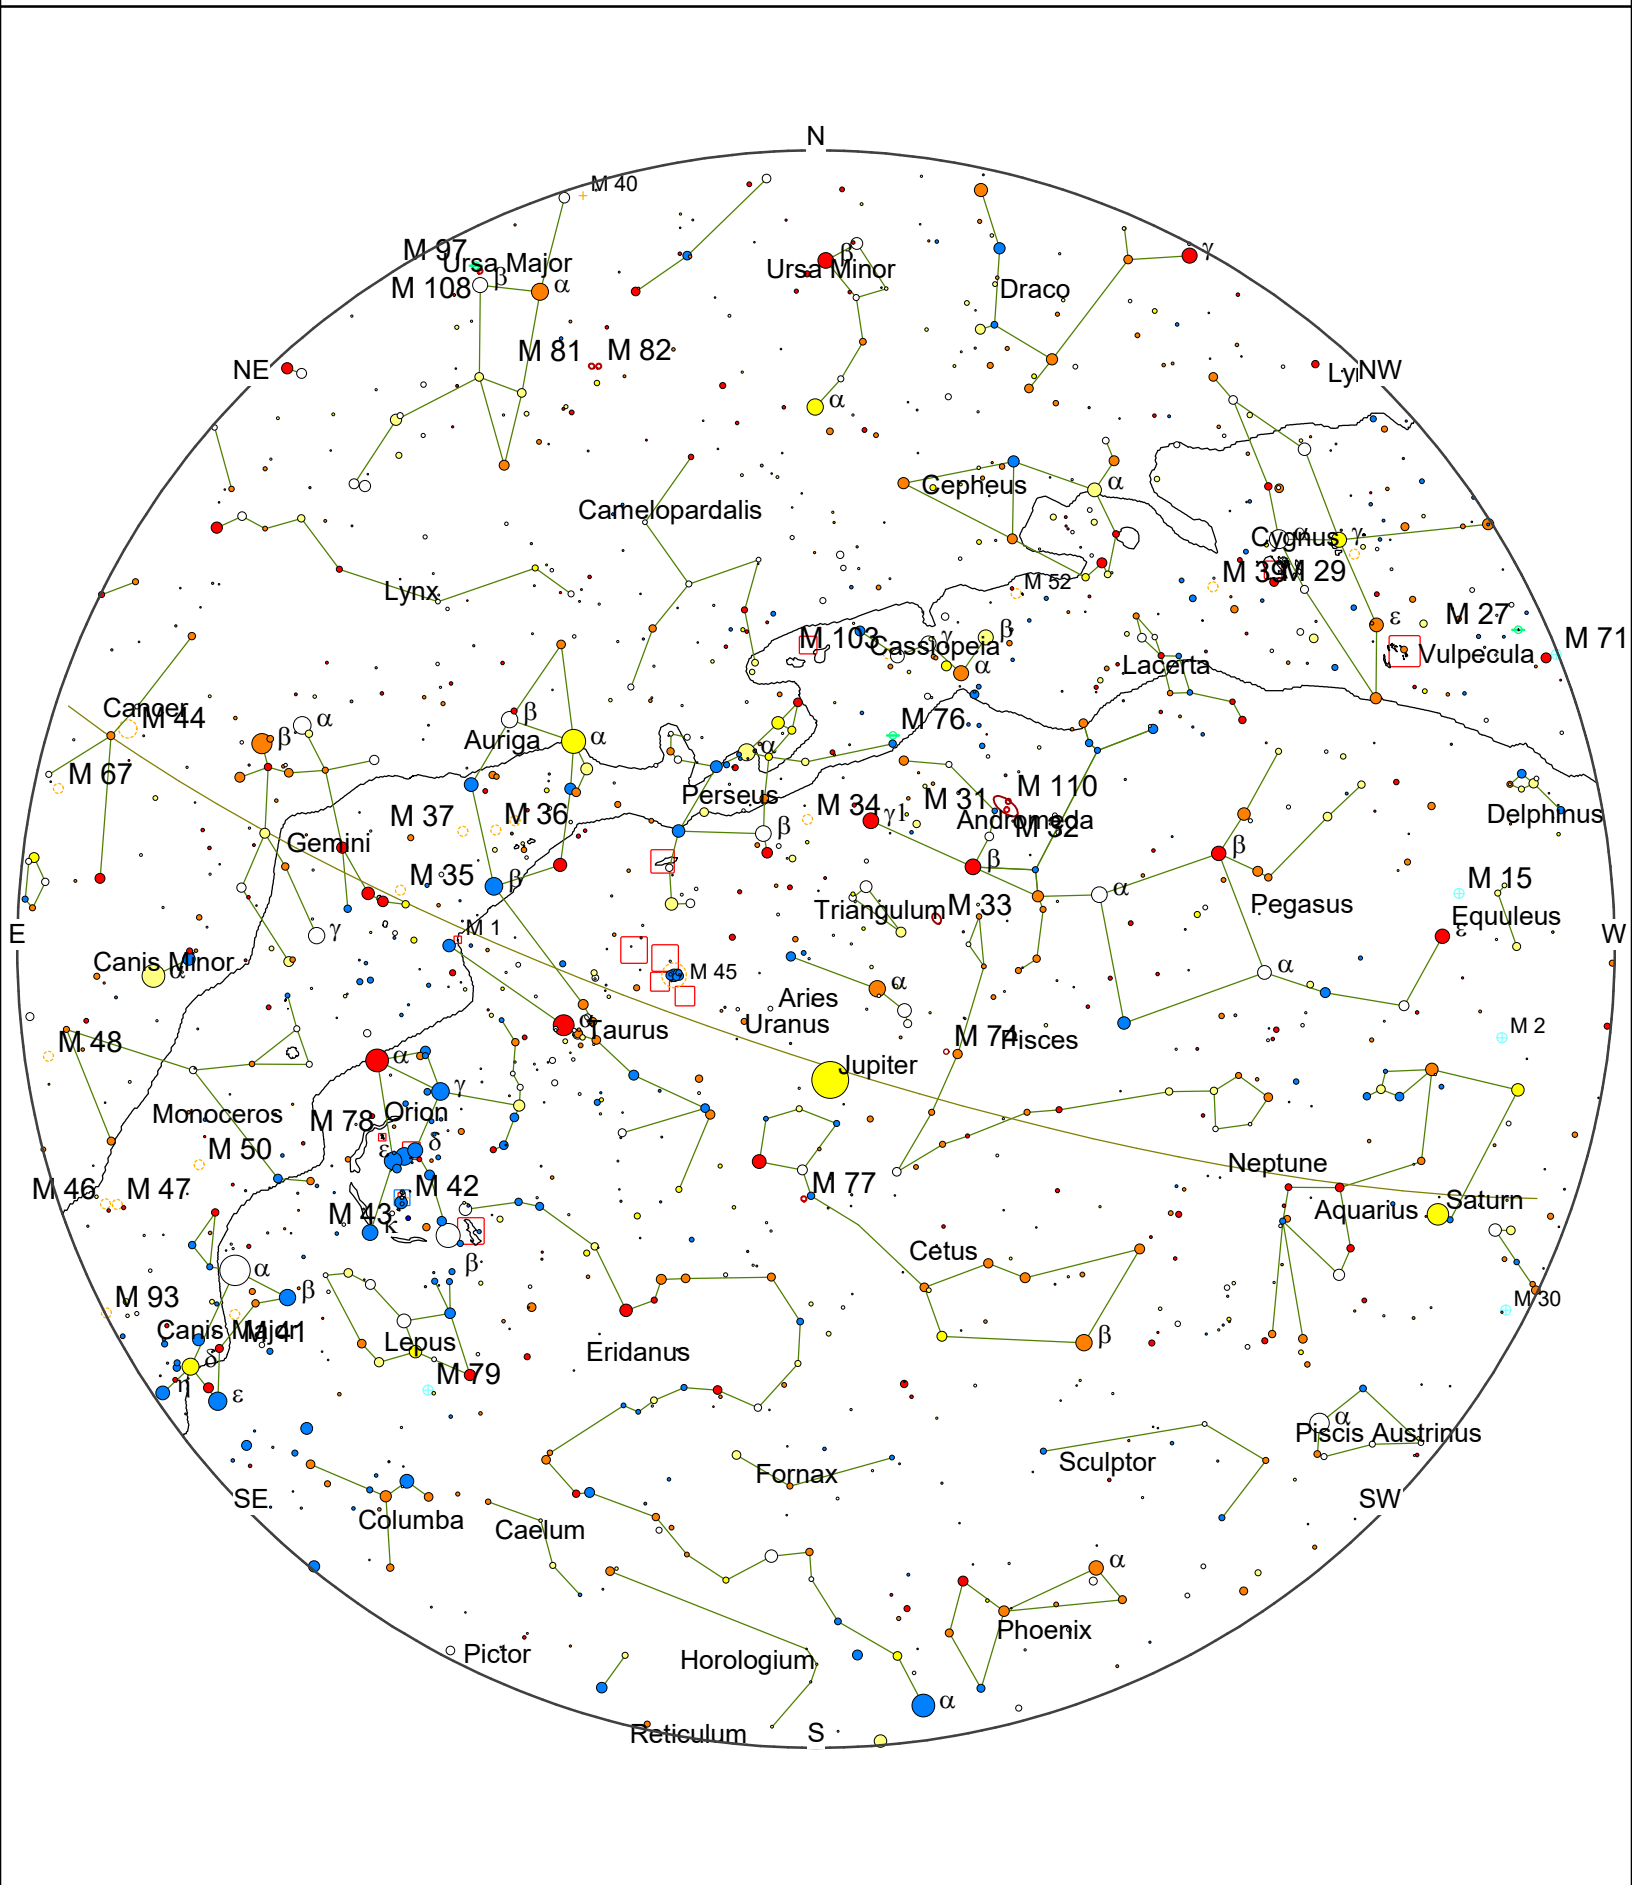 N
M 40
M 97
Ursa Major
β
M 108
α
β
Ursa Minor
γ
Draco
M 81
M 82
NE
NW
α
Cepheus
α
Camelopardalis
Cygnus
α
γ
M 39
M 29
M 52
Lynx
ε
M 27
M 71
M 103
Cassiopeia
γ
β
α
Lacerta
Vulpecula
Cancer
M 44
α
β
β
Auriga
α
M 76
α
M 67
Perseus
M 37
M 36
β
M 34
γ1
M 31
M 110
Andromeda
M 32
Delphinus
Gemini
β
β
M 35
β
α
M 15
Triangulum
M 33
Pegasus
Equuleus
ε
E
γ
M 1
W
Canis Minor
α
M 45
α
α
Aries
Uranus
α
Taurus
M 74
Pisces
M 2
M 48
α
Jupiter
γ
Monoceros
M 78
Orion
δ
ε
M 50
M 46
M 47
M 42
M 43
κ
M 77
Neptune
Aquarius
Saturn
β
Cetus
α
β
M 93
Canis Major
M 41
M 30
δ
Lepus
Eridanus
β
η
ε
M 79
α
Piscis Austrinus
Fornax
Sculptor
SE
SW
Columba
Caelum
α
Phoenix
Pictor
Horologium
α
Reticulum
S